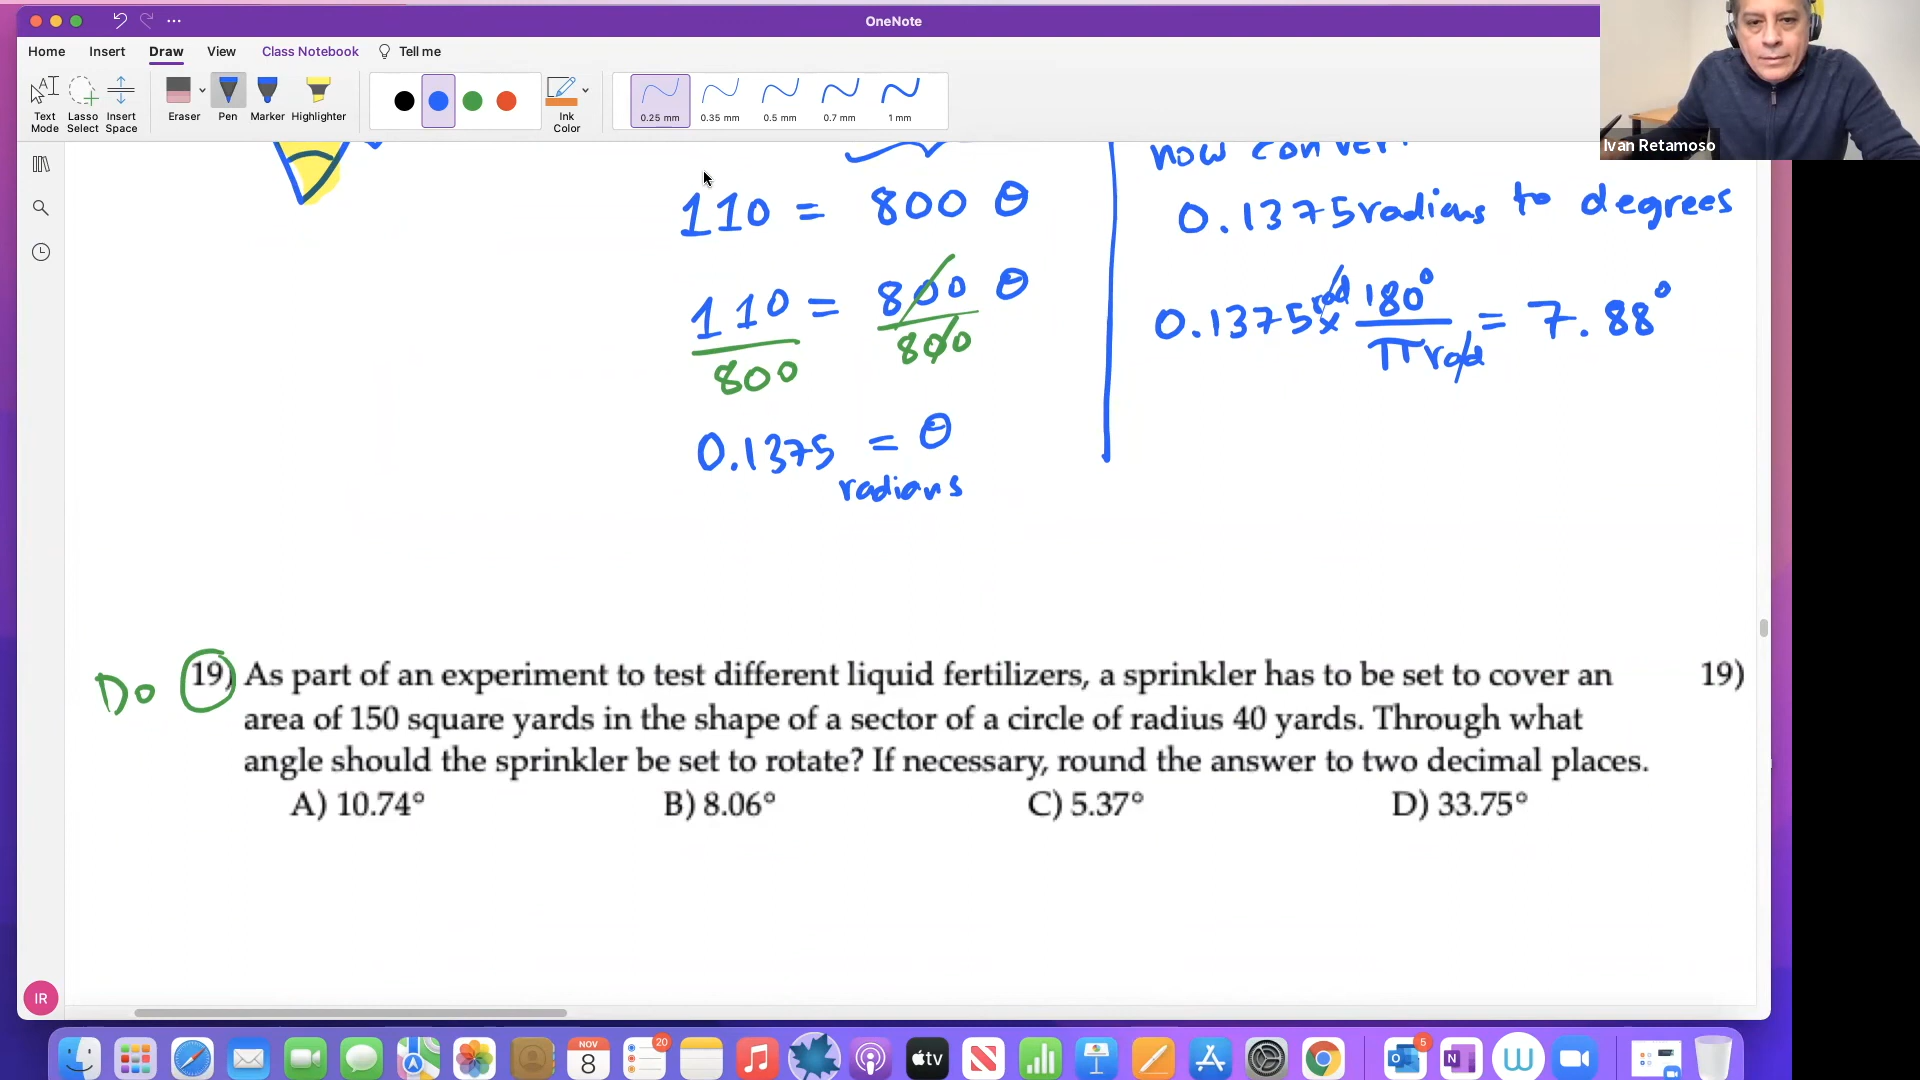 OneNote
Home Insert Draw View Class Notebook Tell me
Text Mode
Lasso Select
Insert Space
Eraser
Pen
Marker
Highlighter
Ink Color
0.25 mm
0.35 mm
0.5 mm
0.7 mm
1 mm
Ivan Retamoso
110 = 800 θ
110 = 800 θ
800 800
0.1375 = θ
radians
now conver
0.1375 radians to degrees
0.1375 rad x 180° = 7.88°
π rad
Do 19) As part of an experiment to test different liquid fertilizers, a sprinkler has to be set to cover an 19)
area of 150 square yards in the shape of a sector of a circle of radius 40 yards. Through what
angle should the sprinkler be set to rotate? If necessary, round the answer to two decimal places.
A) 10.74° B) 8.06° C) 5.37° D) 33.75°
IR
NOV
8
20
tv
5
N
W